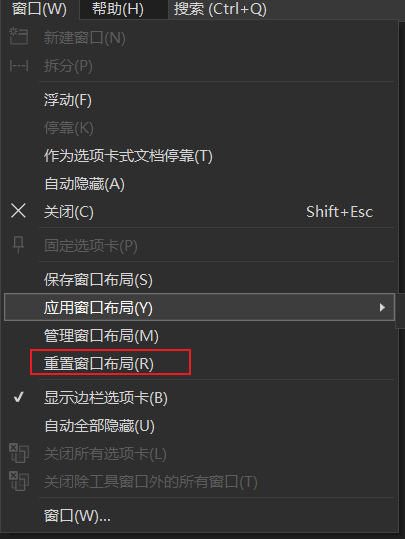 窗口(W) 帮助(H) 搜索 (Ctrl+Q)
新建窗口(N)
拆分(P)
浮动(F)
停靠(K)
作为选项卡式文档停靠(T)
自动隐藏(A)
关闭(C) Shift+Esc
固定选项卡(P)
保存窗口布局(S)
应用窗口布局(Y)
管理窗口布局(M)
重置窗口布局(R)
显示边栏选项卡(B)
自动全部隐藏(U)
关闭所有选项卡(L)
关闭除工具窗口外的所有窗口(T)
窗口(W)...